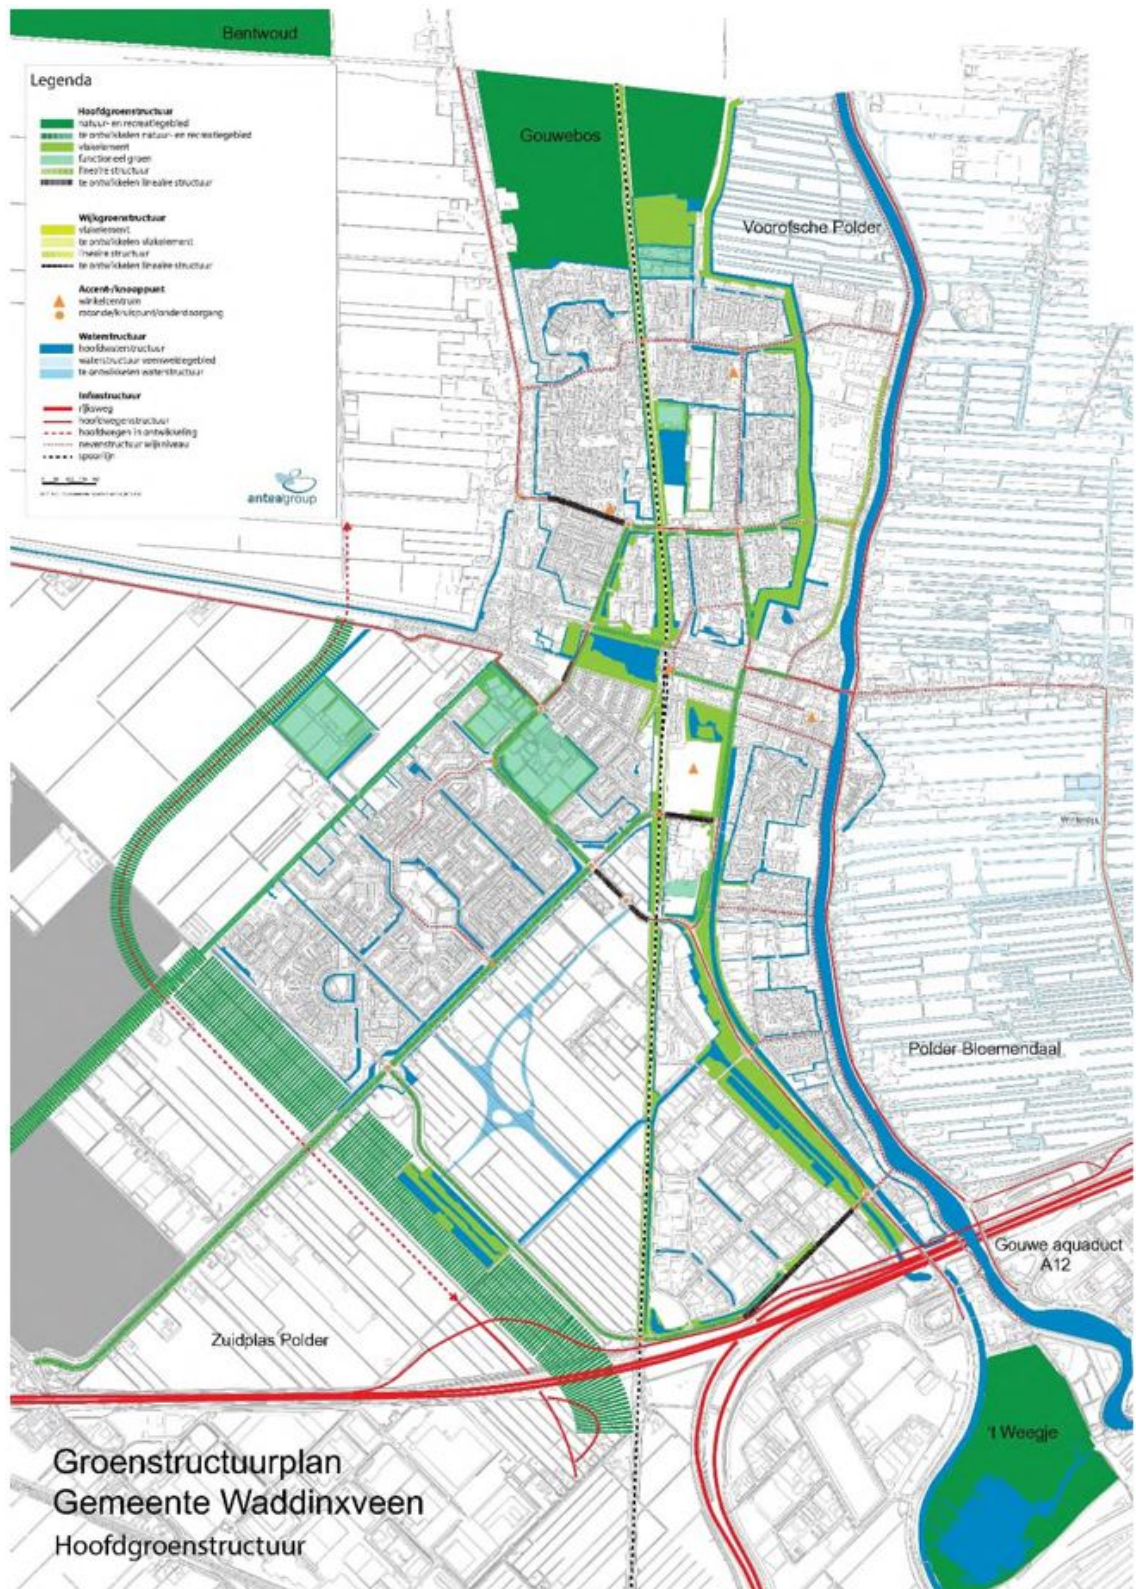 Bentwoud
Legenda
Hoofdgroenstructuur
natuur- en recreatiegebied
te ontwikkelen natuur- en recreatiegebied
vlakelement
functioneel groen
lineaire structuur
te ontwikkelen lineaire structuur
Wijkgroenstructuur
vlakelement
te ontwikkelen vlakelement
lineaire structuur
te ontwikkelen lineaire structuur
Accent-/knooppunt
winkelcentrum
rotonde/kruispunt/onderdoorgang
Waterstructuur
hoofdwaterstructuur
waterstructuur veenweidegebied
te ontwikkelen waterstructuur
Infrastructuur
rijksweg
hoofdwegenstructuur
hoofdwegen in ontwikkeling
nevenstructuur wijkniveau
spoorlijn
anteagroup
Gouwebos
Voorofsche Polder
Polder Bloemendaal
Gouwe aquaduct
A12
Zuidplas Polder
't Weegje
Groenstructuurplan
Gemeente Waddinxveen
Hoofdgroenstructuur